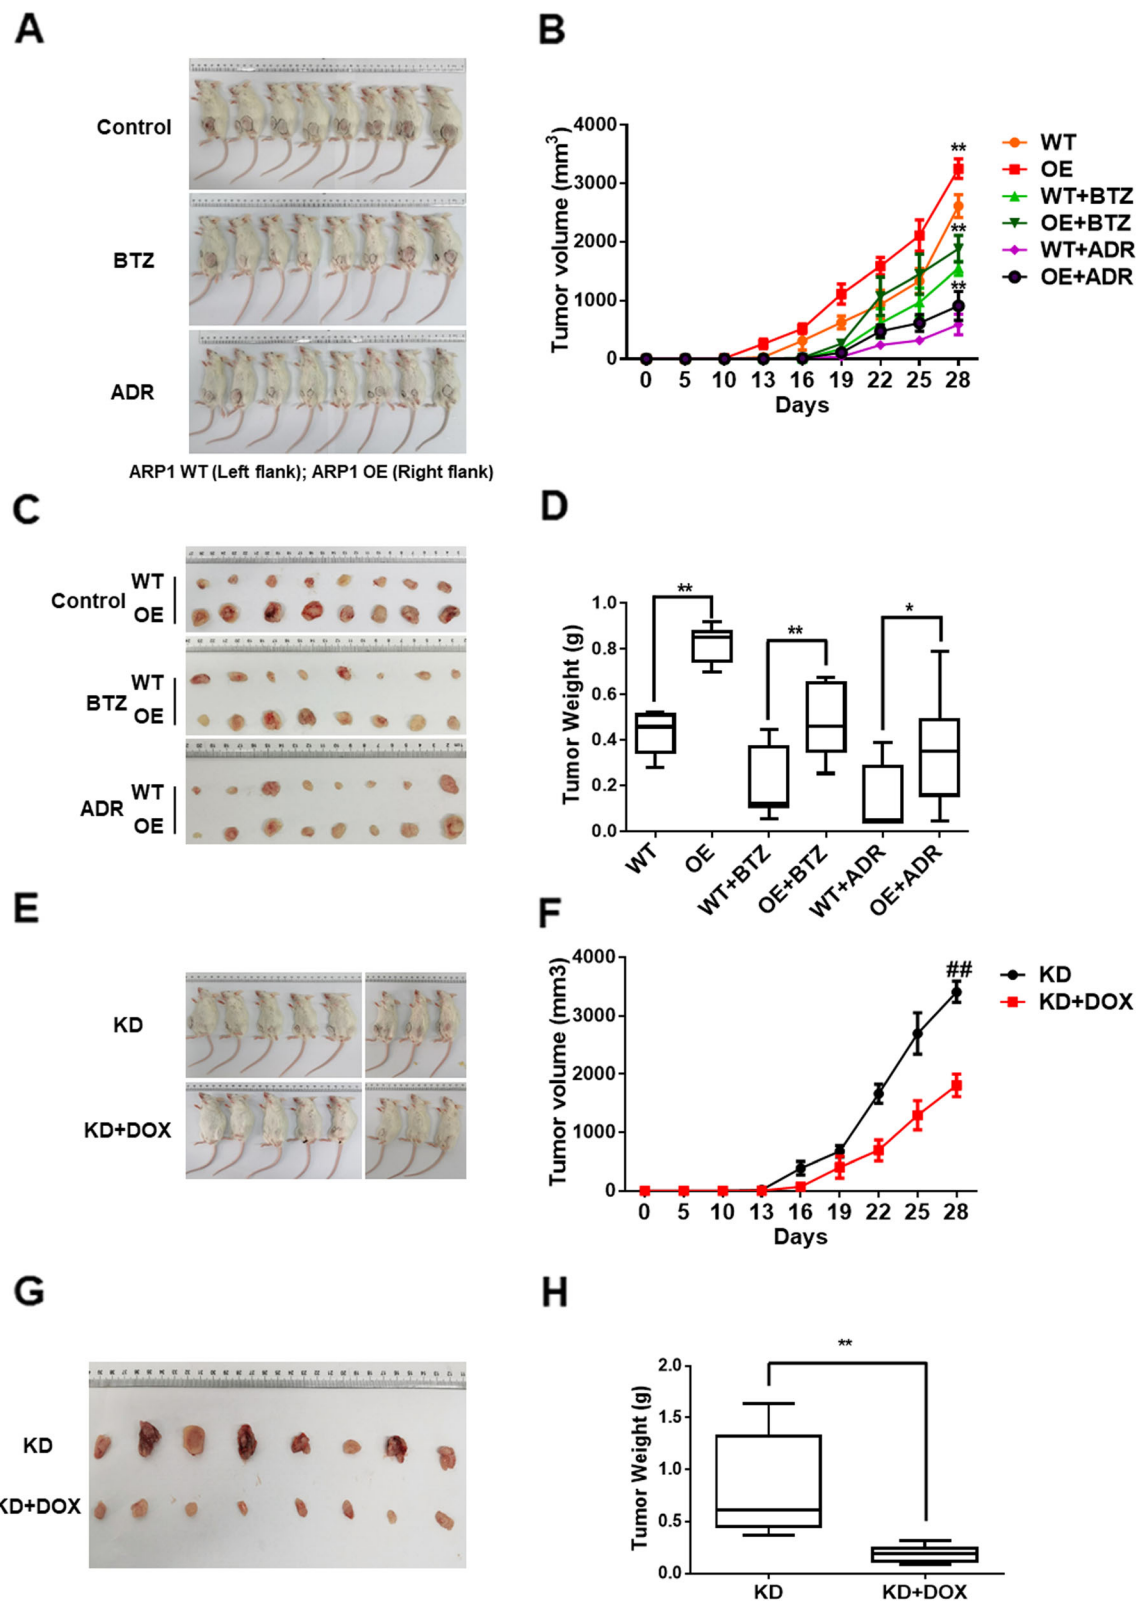 A
Control
BTZ
ADR
ARP1 WT (Left flank); ARP1 OE (Right flank)
B
Tumor volume (mm3)
4000
3000
2000
1000
0
0 5 10 13 16 19 22 25 28
Days
**
**
**
WT
OE
WT+BTZ
OE+BTZ
WT+ADR
OE+ADR
C
Control
WT
OE
BTZ
WT
OE
ADR
WT
OE
D
Tumor Weight (g)
1.0
0.8
0.6
0.4
0.2
0.0
** ** *
WT OE WT+BTZ OE+BTZ WT+ADR OE+ADR
E
KD
KD+DOX
F
Tumor volume (mm3)
4000
3000
2000
1000
0
0 5 10 13 16 19 22 25 28
Days
##
KD
KD+DOX
G
KD
KD+DOX
H
Tumor Weight (g)
2.0
1.5
1.0
0.5
0.0
**
KD KD+DOX